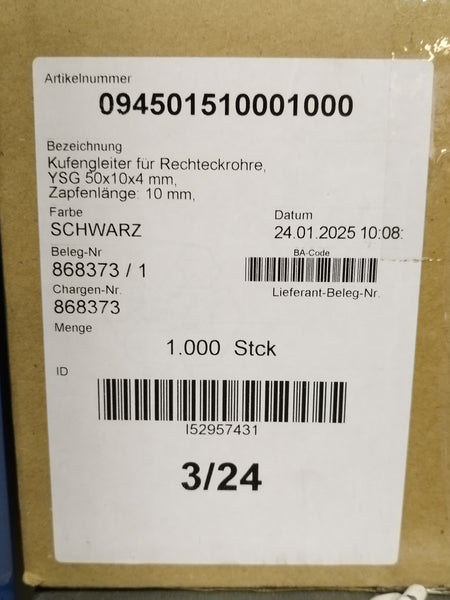 Artikelnummer
094501510001000
Bezeichnung
Kufengleiter für Rechteckrohre,
YSG 50x10x4 mm,
Zapfenlänge: 10 mm,
Farbe
SCHWARZ
Datum
24.01.2025 10:08:
Beleg-Nr
868373 / 1
BA-Code
Chargen-Nr.
868373
Lieferant-Beleg-Nr.
Menge
1.000 Stck
ID
I52957431
3/24